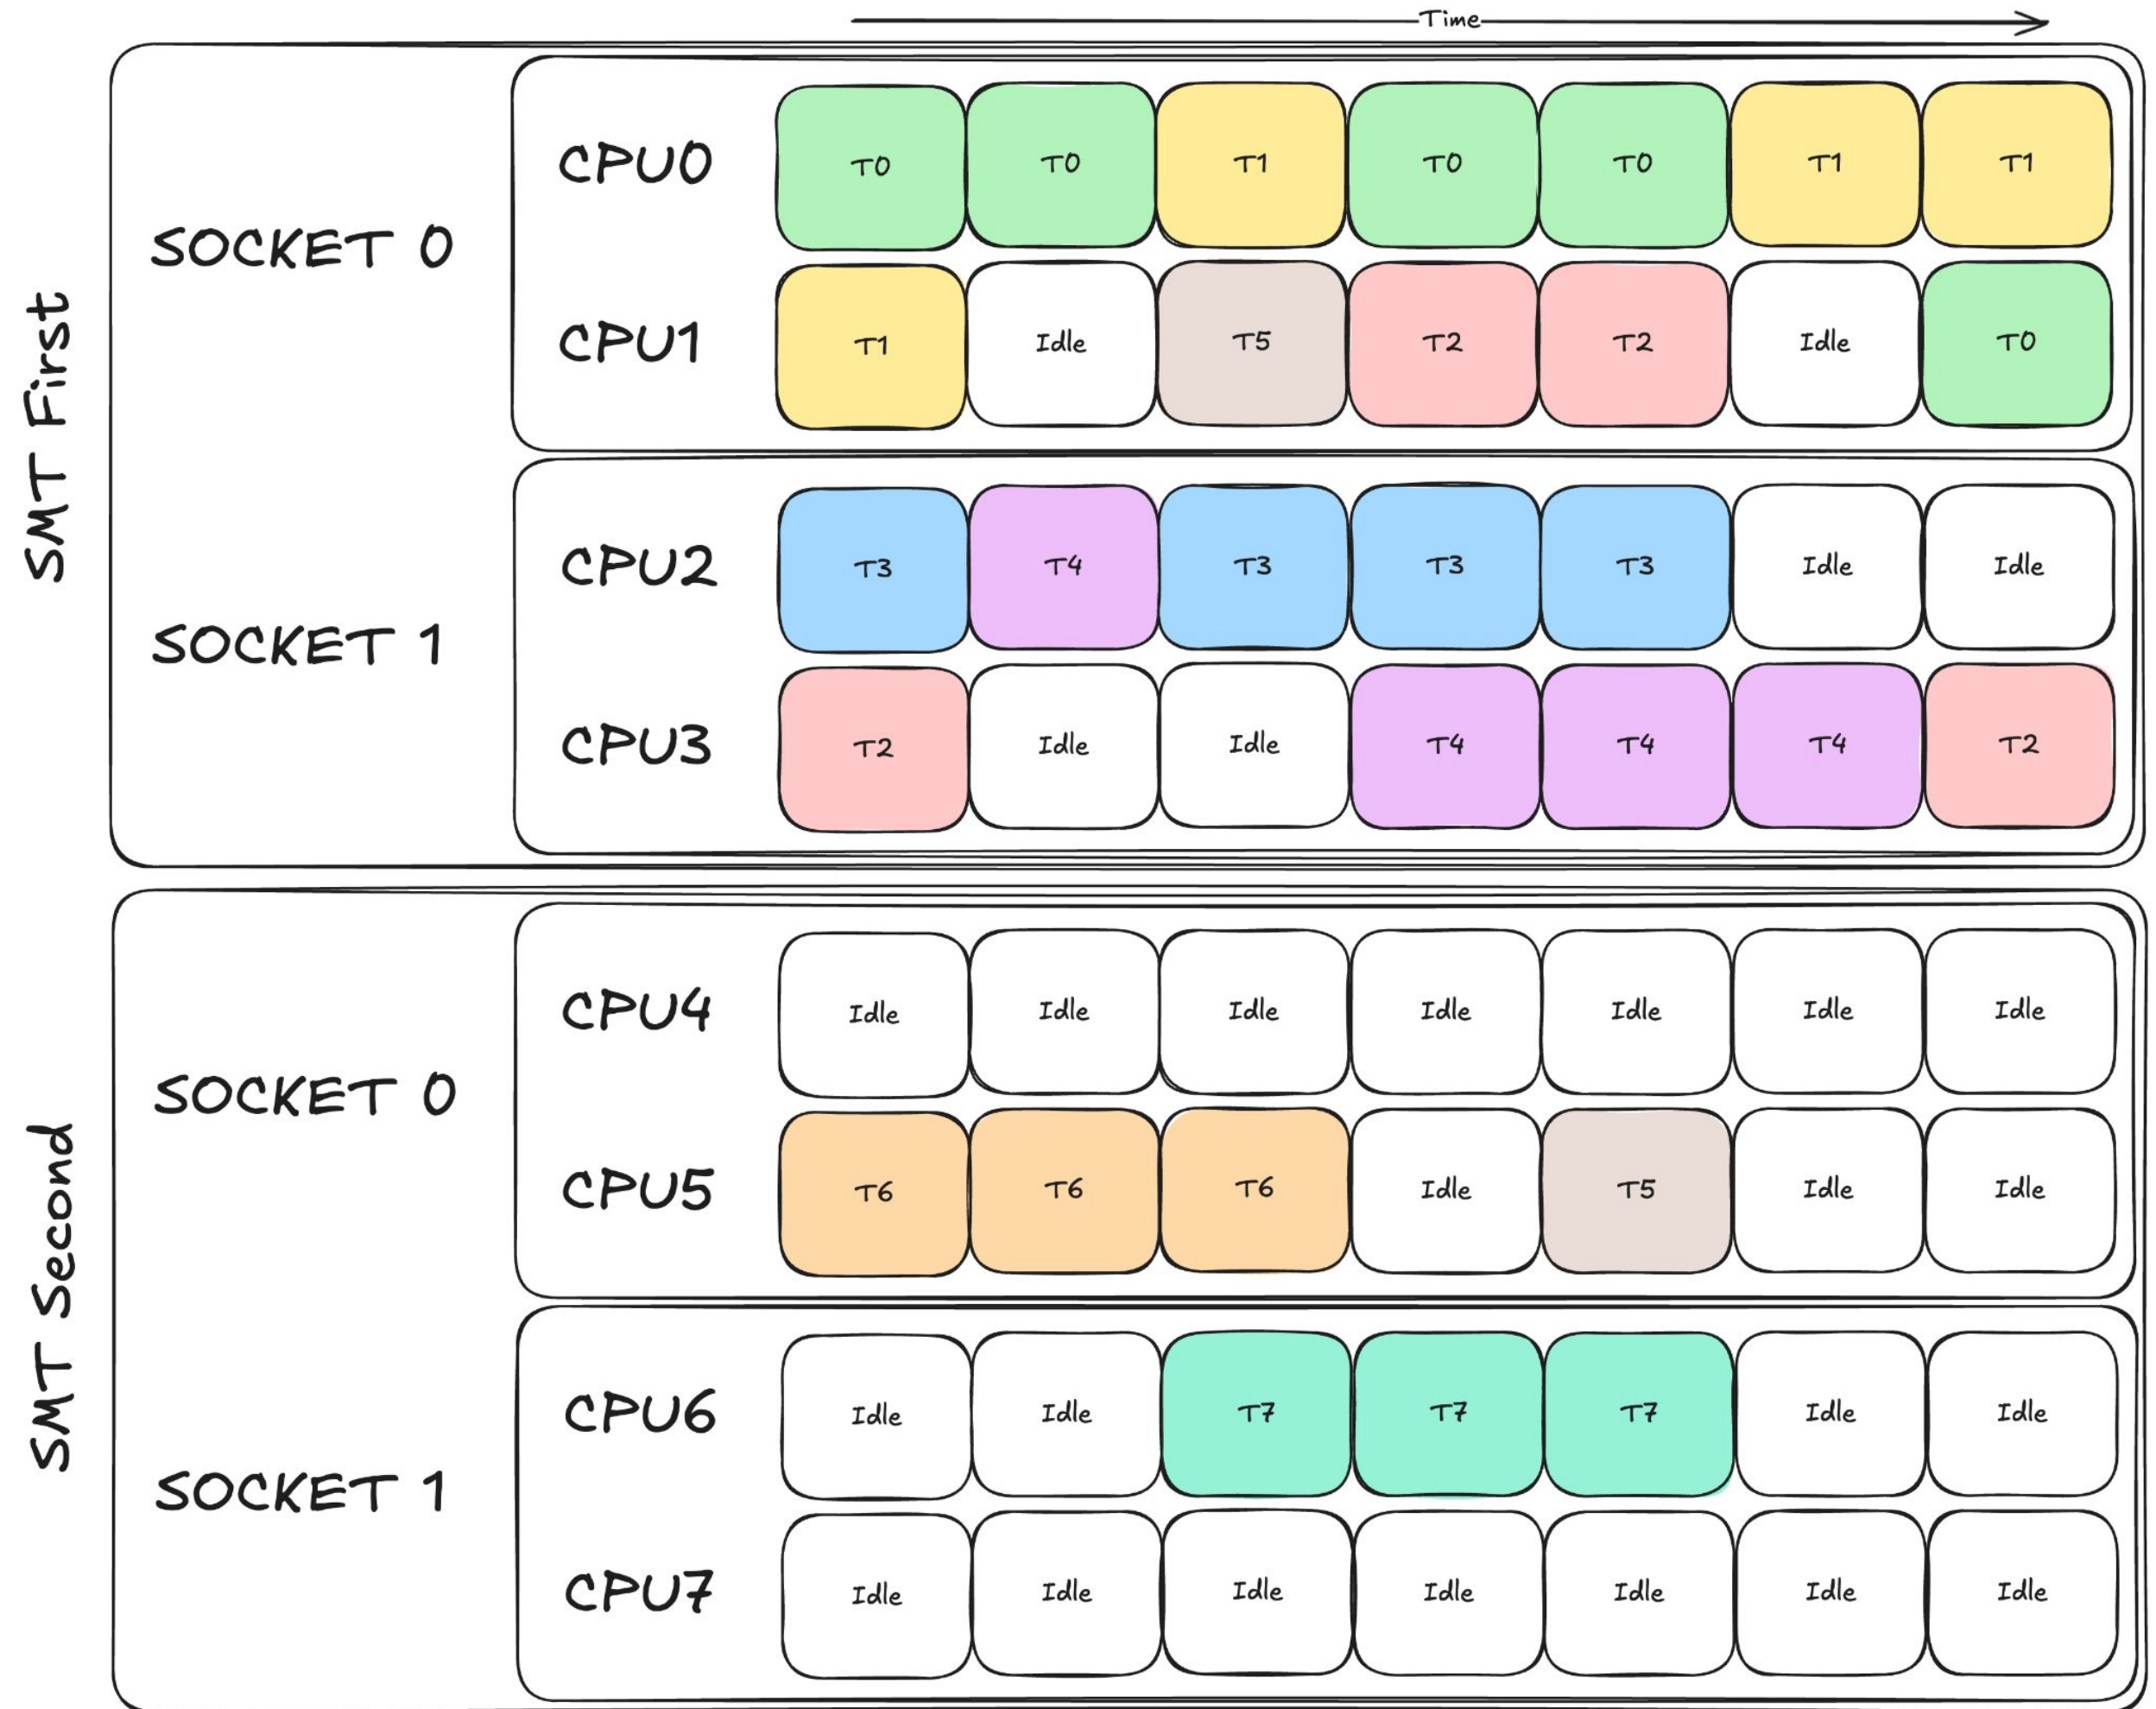 Time
SMT First
SOCKET 0
CPU0 T0 T0 T1 T0 T0 T1 T1
CPU1 T1 Idle T5 T2 T2 Idle T0
SOCKET 1
CPU2 T3 T4 T3 T3 T3 Idle Idle
CPU3 T2 Idle Idle T4 T4 T4 T2
SMT Second
SOCKET 0
CPU4 Idle Idle Idle Idle Idle Idle Idle
CPU5 T6 T6 T6 Idle T5 Idle Idle
SOCKET 1
CPU6 Idle Idle T7 T7 T7 Idle Idle
CPU7 Idle Idle Idle Idle Idle Idle Idle